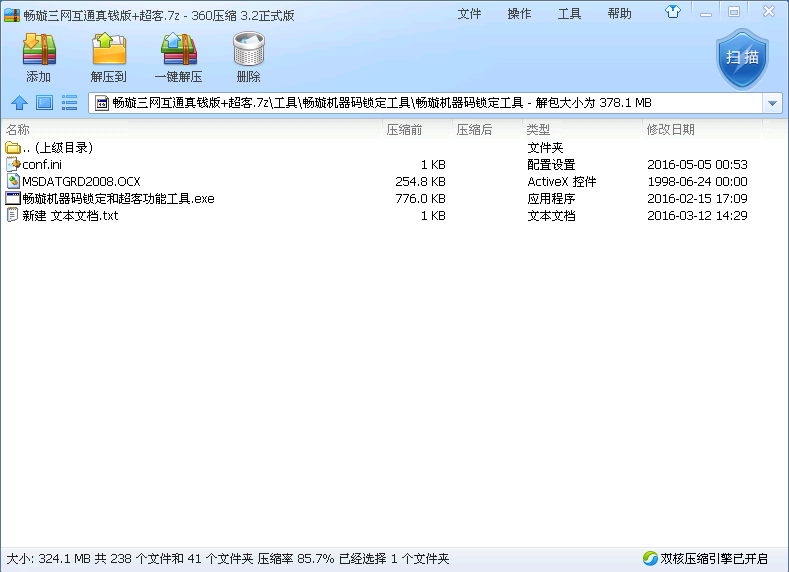 畅璇三网互通真钱版+超客.7z - 360压缩 3.2正式版
文件 操作 工具 帮助
添加 解压到 一键解压 删除 扫描
畅璇三网互通真钱版+超客.7z\工具\畅璇机器码锁定工具\畅璇机器码锁定工具 - 解包大小为 378.1 MB
名称 压缩前 压缩后 类型 修改日期
.. (上级目录) 文件夹
conf.ini 1 KB 配置设置 2016-05-05 00:53
MSDATGRD2008.OCX 254.8 KB ActiveX 控件 1998-06-24 00:00
畅璇机器码锁定和超客功能工具.exe 776.0 KB 应用程序 2016-02-15 17:09
新建 文本文档.txt 1 KB 文本文档 2016-03-12 14:29
大小: 324.1 MB 共 238 个文件和 41 个文件夹 压缩率 85.7% 已经选择 1 个文件夹 双核压缩引擎已开启